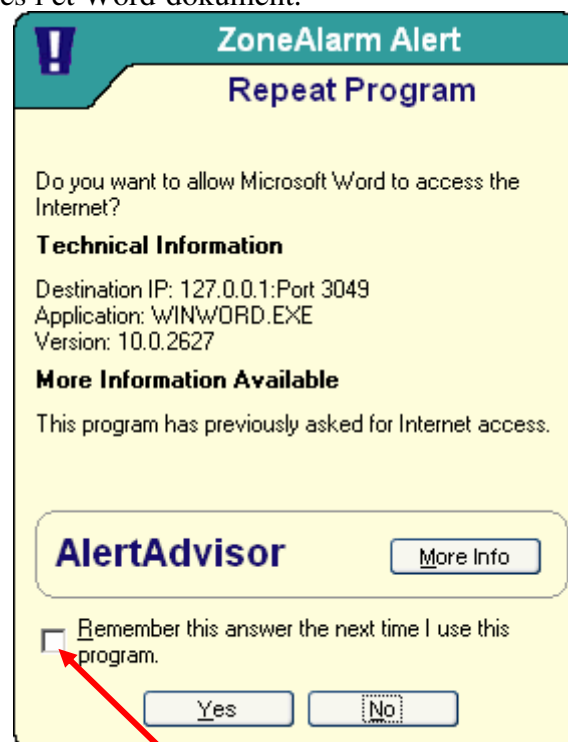 Word-dokument.
ZoneAlarm Alert
Repeat Program
Do you want to allow Microsoft Word to access the
Internet?
Technical Information
Destination IP: 127.0.0.1:Port 3049
Application: WINWORD.EXE
Version: 10.0.2627
More Information Available
This program has previously asked for Internet access.
AlertAdvisor
More Info
Remember this answer the next time I use this
program.
Yes
No